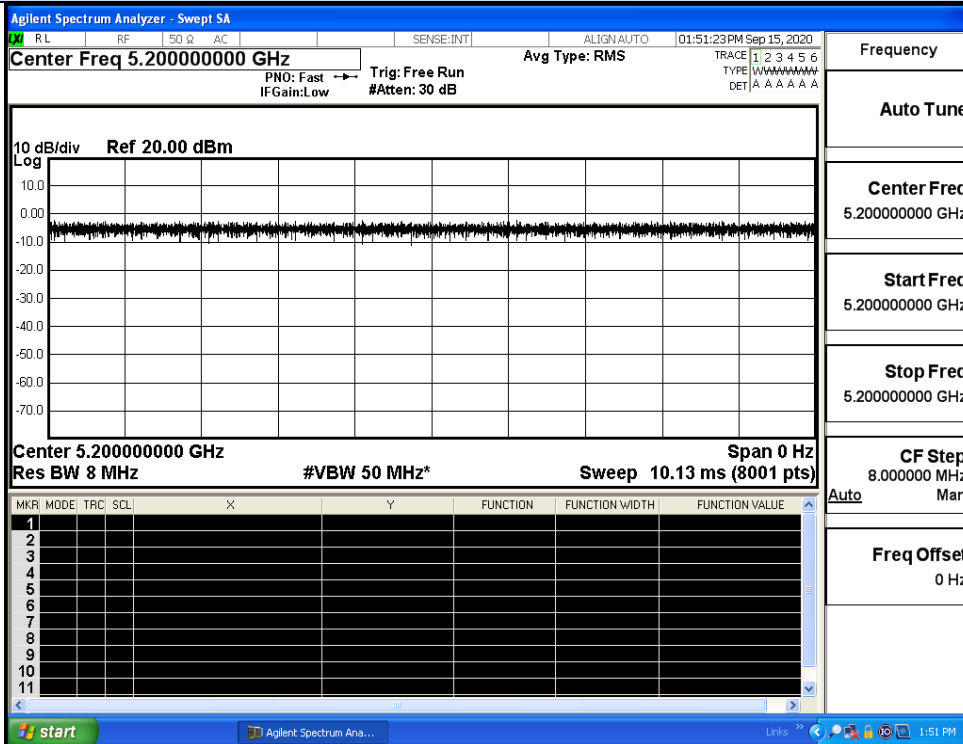 Agilent Spectrum Analyzer - Swept SA
LXI RL RF 50 Ω AC SENSE:INT ALIGN AUTO 01:51:23 PM Sep 15, 2020
Center Freq 5.200000000 GHz
PNO: Fast
IFGain:Low
Trig: Free Run
#Atten: 30 dB
Avg Type: RMS
TRACE 1 2 3 4 5 6
TYPE WWWWWW
DET A A A A A A
10 dB/div Ref 20.00 dBm
Log
10.0
0.00
-10.0
-20.0
-30.0
-40.0
-50.0
-60.0
-70.0
Center 5.200000000 GHz Span 0 Hz
Res BW 8 MHz #VBW 50 MHz* Sweep 10.13 ms (8001 pts)
MKR MODE TRC SCL X Y FUNCTION FUNCTION WIDTH FUNCTION VALUE
1
2
3
4
5
6
7
8
9
10
11
Frequency
Auto Tune
Center Freq
5.200000000 GHz
Start Freq
5.200000000 GHz
Stop Freq
5.200000000 GHz
CF Step
8.000000 MHz
Auto Man
Freq Offset
0 Hz
start Agilent Spectrum Ana... Links 1:51 PM